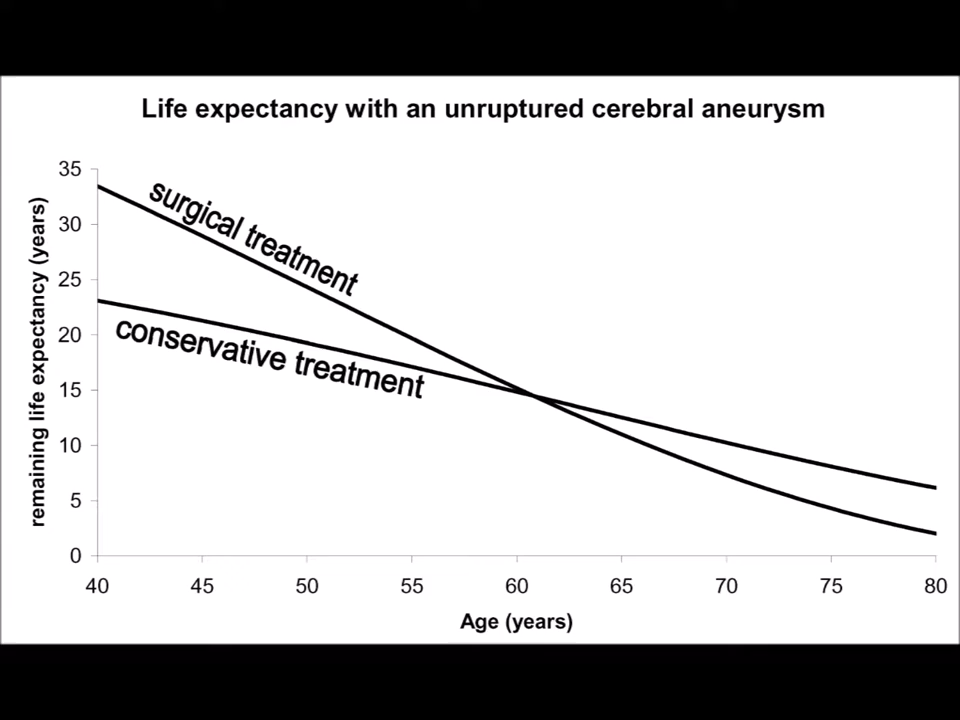 Life expectancy with an unruptured cerebral aneurysm
remaining life expectancy (years)
35
30
25
20
15
10
5
0
surgical treatment
conservative treatment
40 45 50 55 60 65 70 75 80
Age (years)